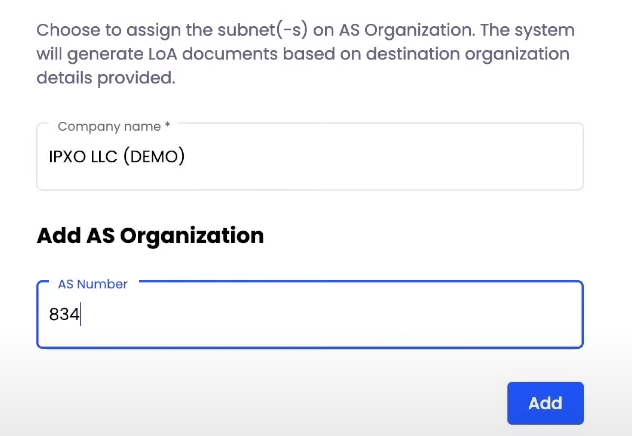 Choose to assign the subnet(-s) on AS Organization. The system
will generate LoA documents based on destination organization
details provided.
Company name *
IPXO LLC (DEMO)
Add AS Organization
AS Number
834
Add